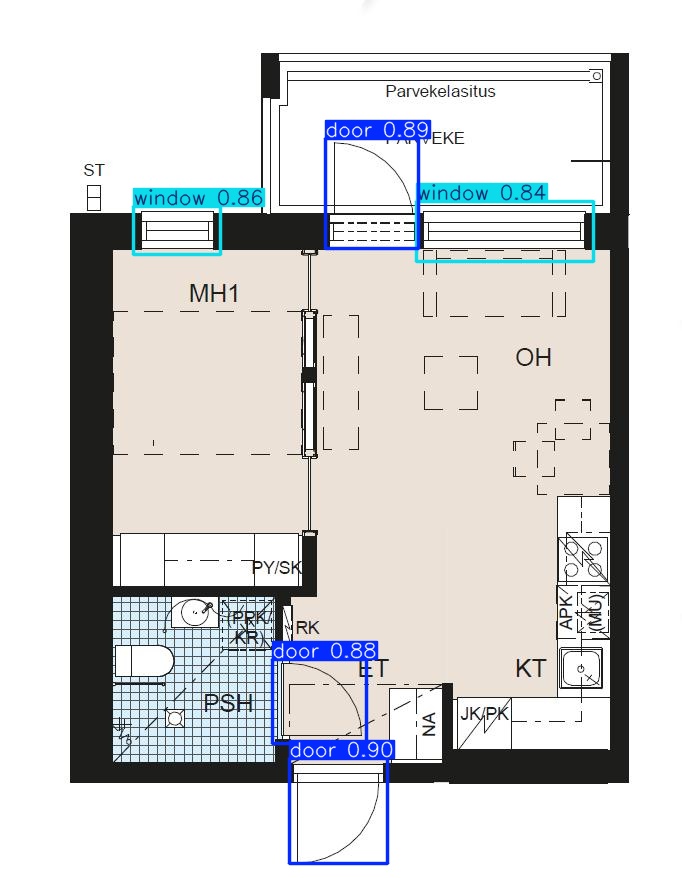 Parvekelasitus
door 0.89
PARVEKE
ST
window 0.86
window 0.84
MH1
OH
PY/SK
(PPK/
KR)
APK
(MU)
RK
door 0.88
ET
KT
PSH
NA
JK/PK
door 0.90